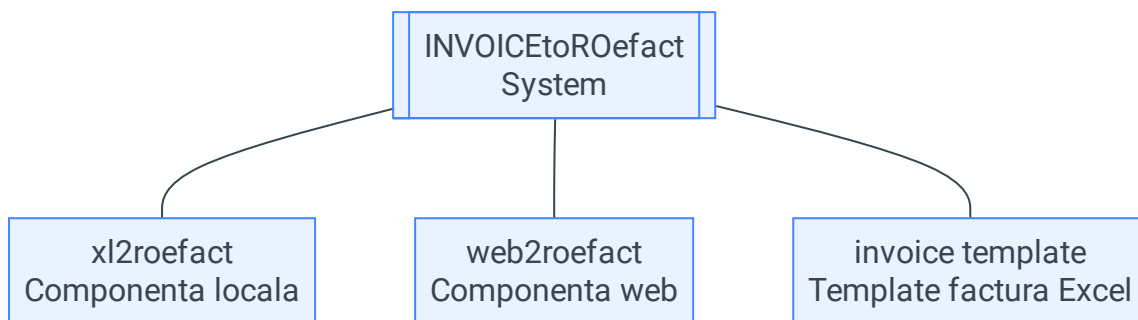 INVOICEtoROefact
System
xl2roefact
Componenta locala
web2roefact
Componenta web
invoice template
Template factura Excel